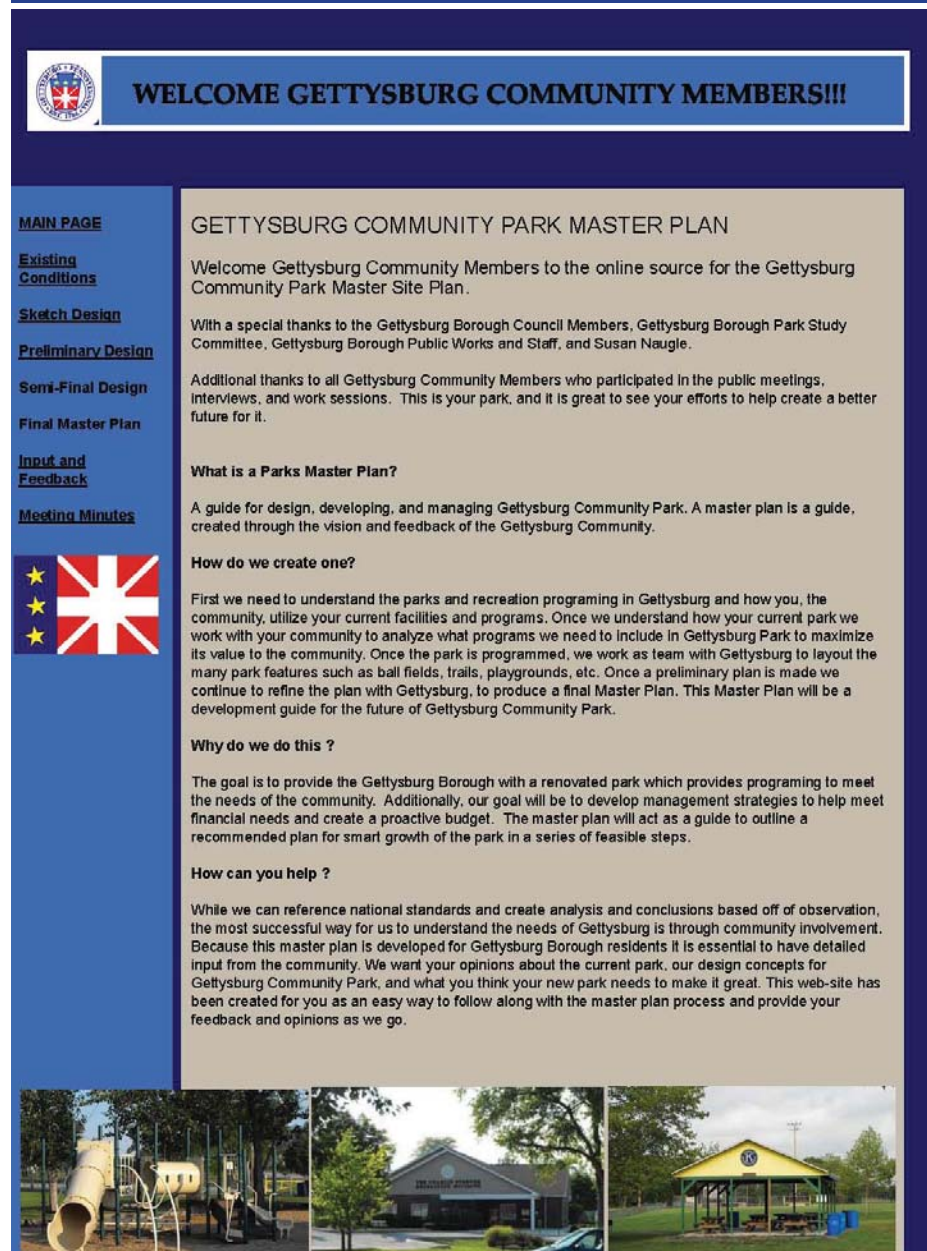 WELCOME GETTYSBURG COMMUNITY MEMBERS!!!
MAIN PAGE
Existing
Conditions
Sketch Design
Preliminary Design
Semi-Final Design
Final Master Plan
Input and
Feedback
Meeting Minutes
GETTYSBURG COMMUNITY PARK MASTER PLAN
Welcome Gettysburg Community Members to the online source for the Gettysburg
Community Park Master Site Plan.
With a special thanks to the Gettysburg Borough Council Members, Gettysburg Borough Park Study
Committee, Gettysburg Borough Public Works and Staff, and Susan Naugle.
Additional thanks to all Gettysburg Community Members who participated in the public meetings,
interviews, and work sessions. This is your park, and it is great to see your efforts to help create a better
future for it.
What is a Parks Master Plan?
A guide for design, developing, and managing Gettysburg Community Park. A master plan is a guide,
created through the vision and feedback of the Gettysburg Community.
How do we create one?
First we need to understand the parks and recreation programing in Gettysburg and how you, the
community, utilize your current facilities and programs. Once we understand how your current park we
work with your community to analyze what programs we need to include in Gettysburg Park to maximize
its value to the community. Once the park is programmed, we work as team with Gettysburg to layout the
many park features such as ball fields, trails, playgrounds, etc. Once a preliminary plan is made we
continue to refine the plan with Gettysburg, to produce a final Master Plan. This Master Plan will be a
development guide for the future of Gettysburg Community Park.
Why do we do this ?
The goal is to provide the Gettysburg Borough with a renovated park which provides programing to meet
the needs of the community. Additionally, our goal will be to develop management strategies to help meet
financial needs and create a proactive budget. The master plan will act as a guide to outline a
recommended plan for smart growth of the park in a series of feasible steps.
How can you help ?
While we can reference national standards and create analysis and conclusions based off of observation,
the most successful way for us to understand the needs of Gettysburg is through community involvement.
Because this master plan is developed for Gettysburg Borough residents it is essential to have detailed
input from the community. We want your opinions about the current park, our design concepts for
Gettysburg Community Park, and what you think your new park needs to make it great. This web-site has
been created for you as an easy way to follow along with the master plan process and provide your
feedback and opinions as we go.